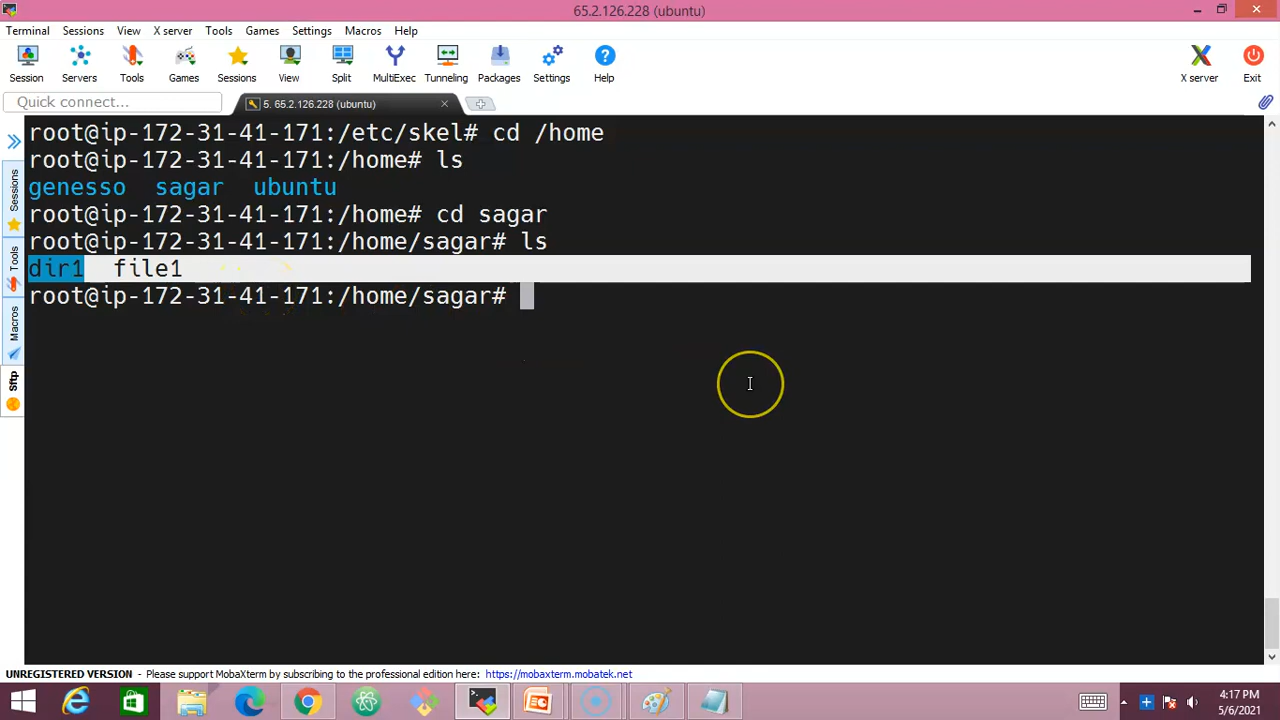 65.2.126.228 (ubuntu)
Terminal Sessions View X server Tools Games Settings Macros Help
Session Servers Tools Games Sessions View Split MultiExec Tunneling Packages Settings Help X server Exit
Quick connect... 5. 65.2.126.228 (ubuntu)
root@ip-172-31-41-171:/etc/skel# cd /home
root@ip-172-31-41-171:/home# ls
genesso sagar ubuntu
root@ip-172-31-41-171:/home# cd sagar
root@ip-172-31-41-171:/home/sagar# ls
dir1 file1
root@ip-172-31-41-171:/home/sagar#
Sessions
Tools
Macros
Sftp
UNREGISTERED VERSION - Please support MobaXterm by subscribing to the professional edition here: https://mobaxterm.mobatek.net
4:17 PM
5/6/2021